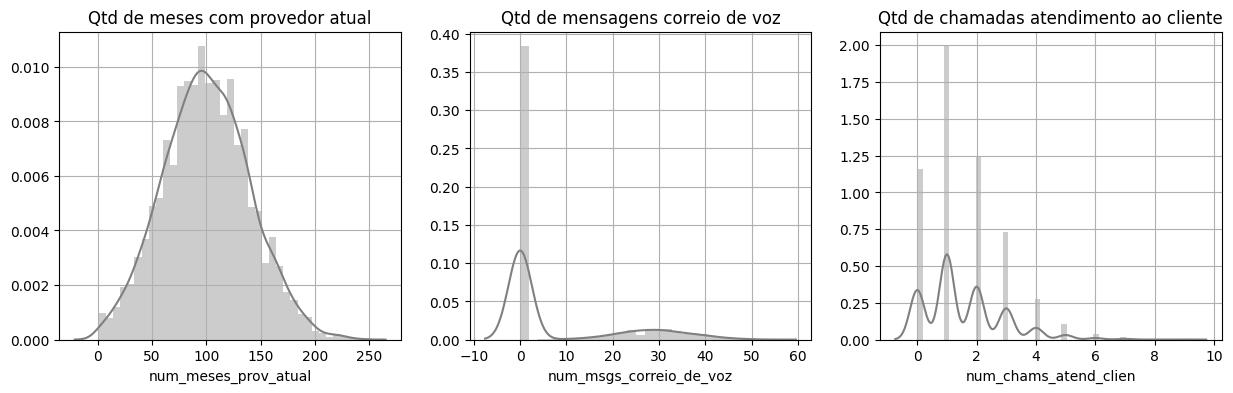 Qtd de meses com provedor atual
0.010
0.008
0.006
0.004
0.002
0.000
0 50 100 150 200 250
num_meses_prov_atual
Qtd de mensagens correio de voz
0.40
0.35
0.30
0.25
0.20
0.15
0.10
0.05
0.00
−10 0 10 20 30 40 50 60
num_msgs_correio_de_voz
Qtd de chamadas atendimento ao cliente
2.00
1.75
1.50
1.25
1.00
0.75
0.50
0.25
0.00
0 2 4 6 8 10
num_chams_atend_clien